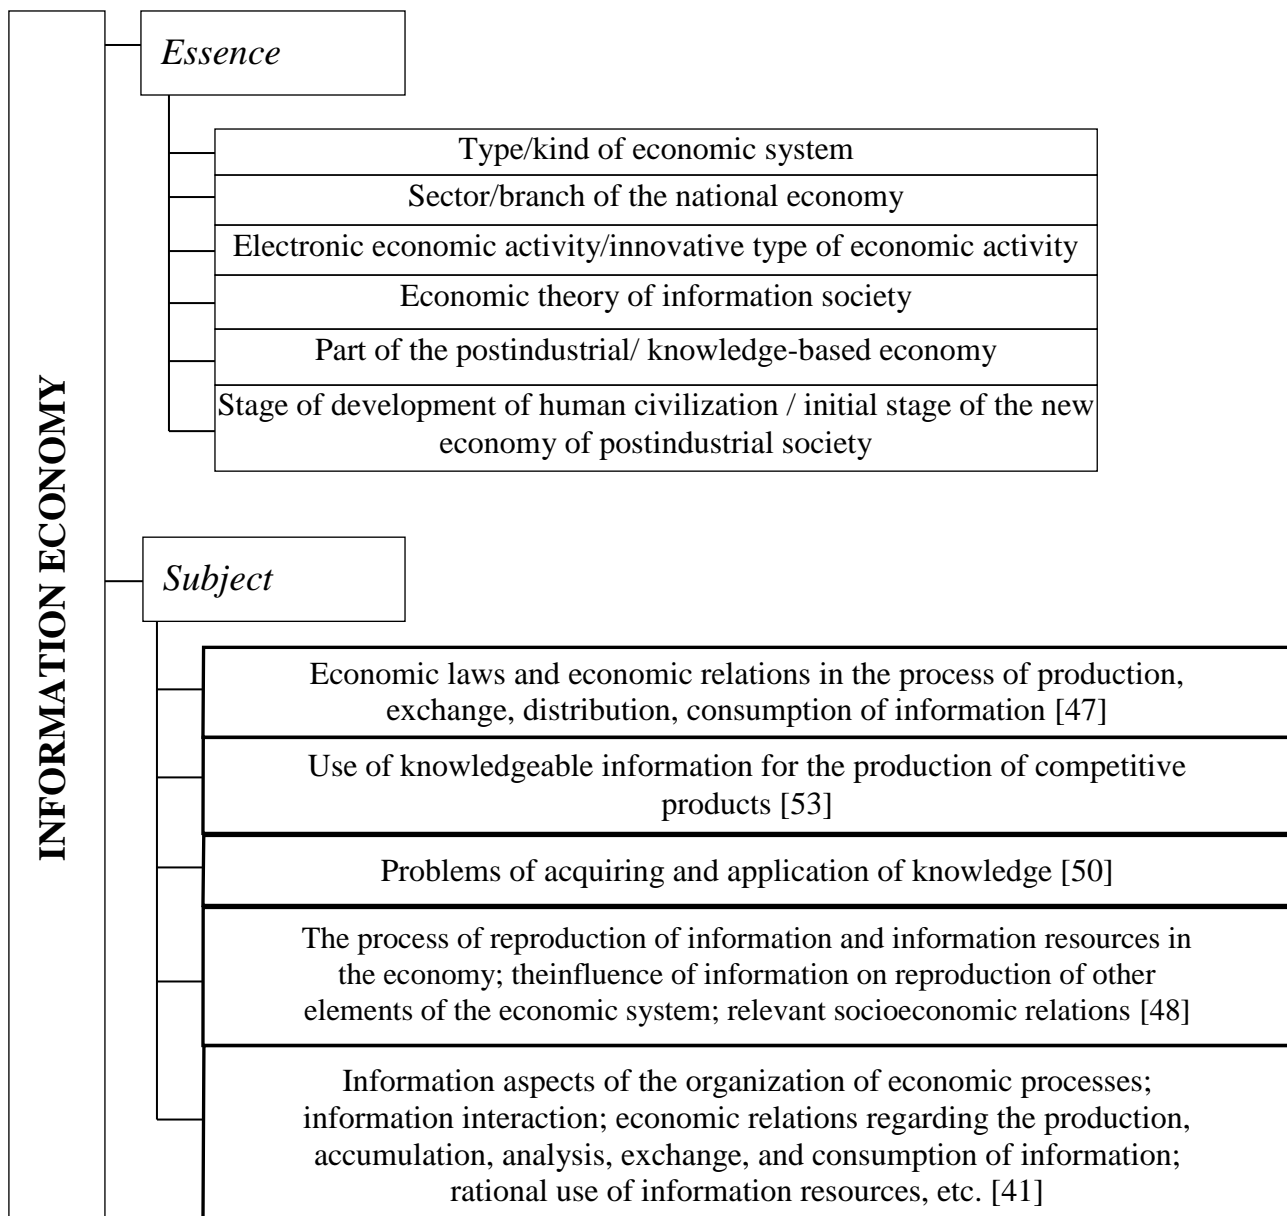 INFORMATION ECONOMY
Essence
Type/kind of economic system
Sector/branch of the national economy
Electronic economic activity/innovative type of economic activity
Economic theory of information society
Part of the postindustrial/ knowledge-based economy
Stage of development of human civilization / initial stage of the new
economy of postindustrial society
Subject
Economic laws and economic relations in the process of production,
exchange, distribution, consumption of information [47]
Use of knowledgeable information for the production of competitive
products [53]
Problems of acquiring and application of knowledge [50]
The process of reproduction of information and information resources in
the economy; theinfluence of information on reproduction of other
elements of the economic system; relevant socioeconomic relations [48]
Information aspects of the organization of economic processes;
information interaction; economic relations regarding the production,
accumulation, analysis, exchange, and consumption of information;
rational use of information resources, etc. [41]